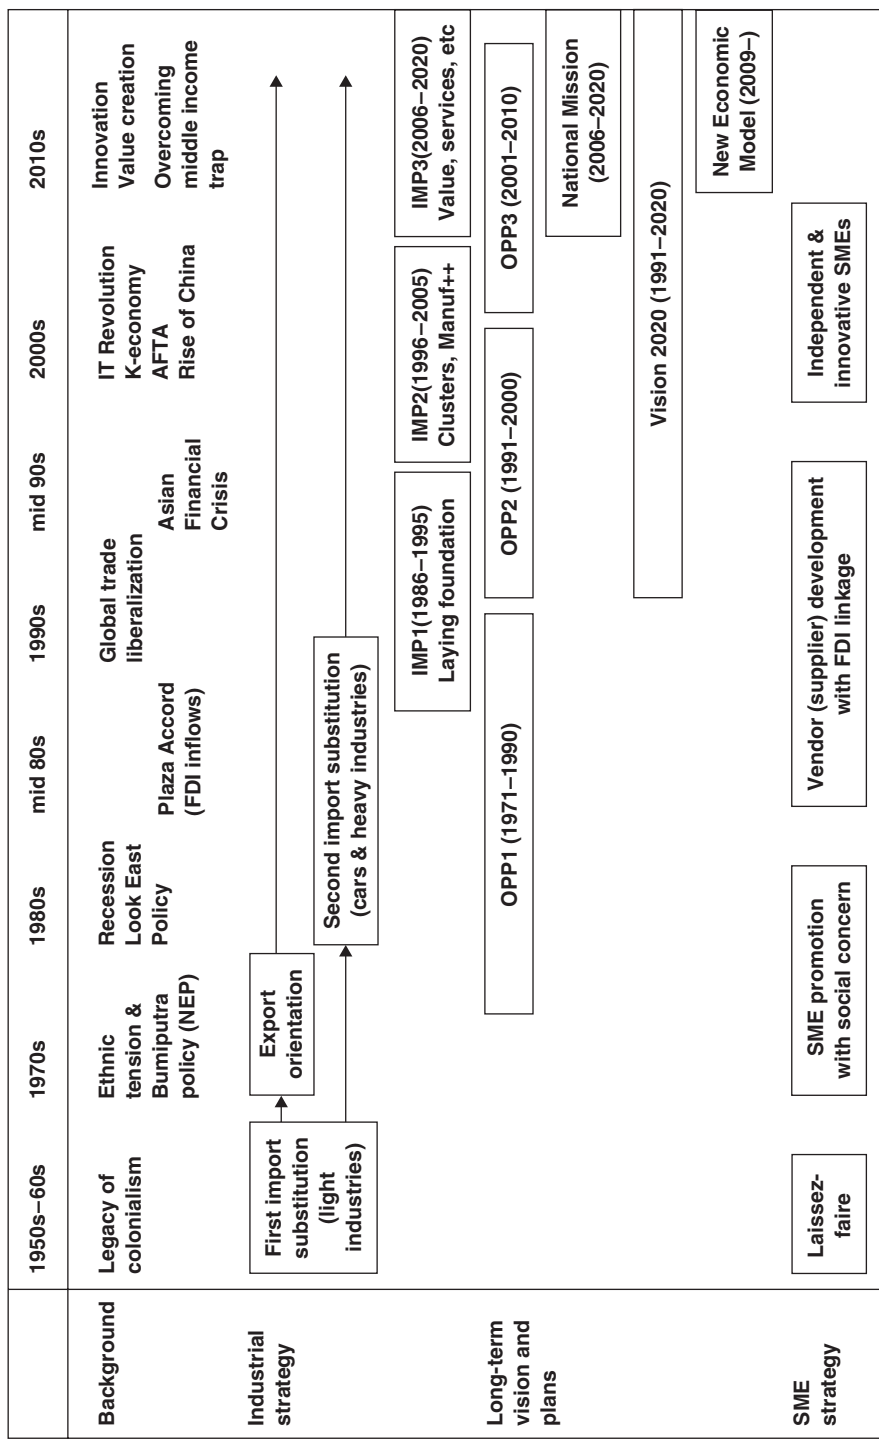 1950s–60s
1970s
1980s
mid 80s
1990s
mid 90s
2000s
2010s
Background
Legacy of
colonialism
Ethnic
tension &
Bumiputra
policy (NEP)
Recession
Look East
Policy
Plaza Accord
(FDI inflows)
Global trade
liberalization
Asian
Financial
Crisis
IT Revolution
K-economy
AFTA
Rise of China
Innovation
Value creation
Overcoming
middle income
trap
Industrial
strategy
First import
substitution
(light
industries)
Export
orientation
Second import substitution
(cars & heavy industries)
Long-term
vision and
plans
IMP1(1986–1995)
Laying foundation
IMP2(1996–2005)
Clusters, Manuf++
IMP3(2006–2020)
Value, services, etc
OPP1 (1971–1990)
OPP2 (1991–2000)
OPP3 (2001–2010)
National Mission
(2006–2020)
Vision 2020 (1991–2020)
New Economic
Model (2009–)
SME
strategy
Laissez-
faire
SME promotion
with social concern
Vendor (supplier) development
with FDI linkage
Independent &
innovative SMEs